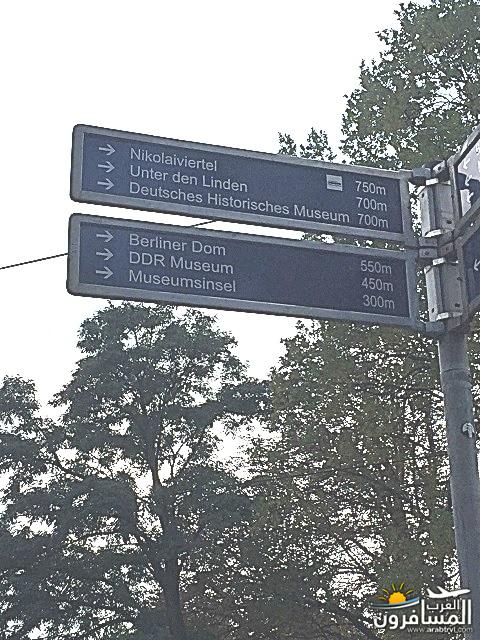 → Nikolaiviertel 750m
→ Unter den Linden 700m
→ Deutsches Historisches Museum 700m
→ Berliner Dom 550m
→ DDR Museum 450m
→ Museumsinsel 300m
العرب
المسافرون
www.arabtrvl.com